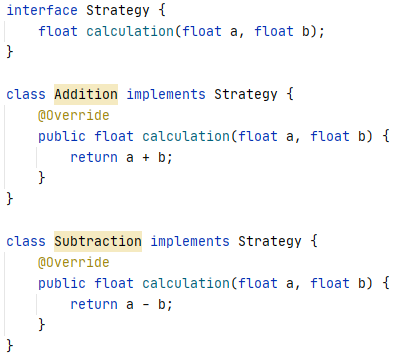 interface Strategy {
    float calculation(float a, float b);
}

class Addition implements Strategy {
    @Override
    public float calculation(float a, float b) {
        return a + b;
    }
}

class Subtraction implements Strategy {
    @Override
    public float calculation(float a, float b) {
        return a - b;
    }
}